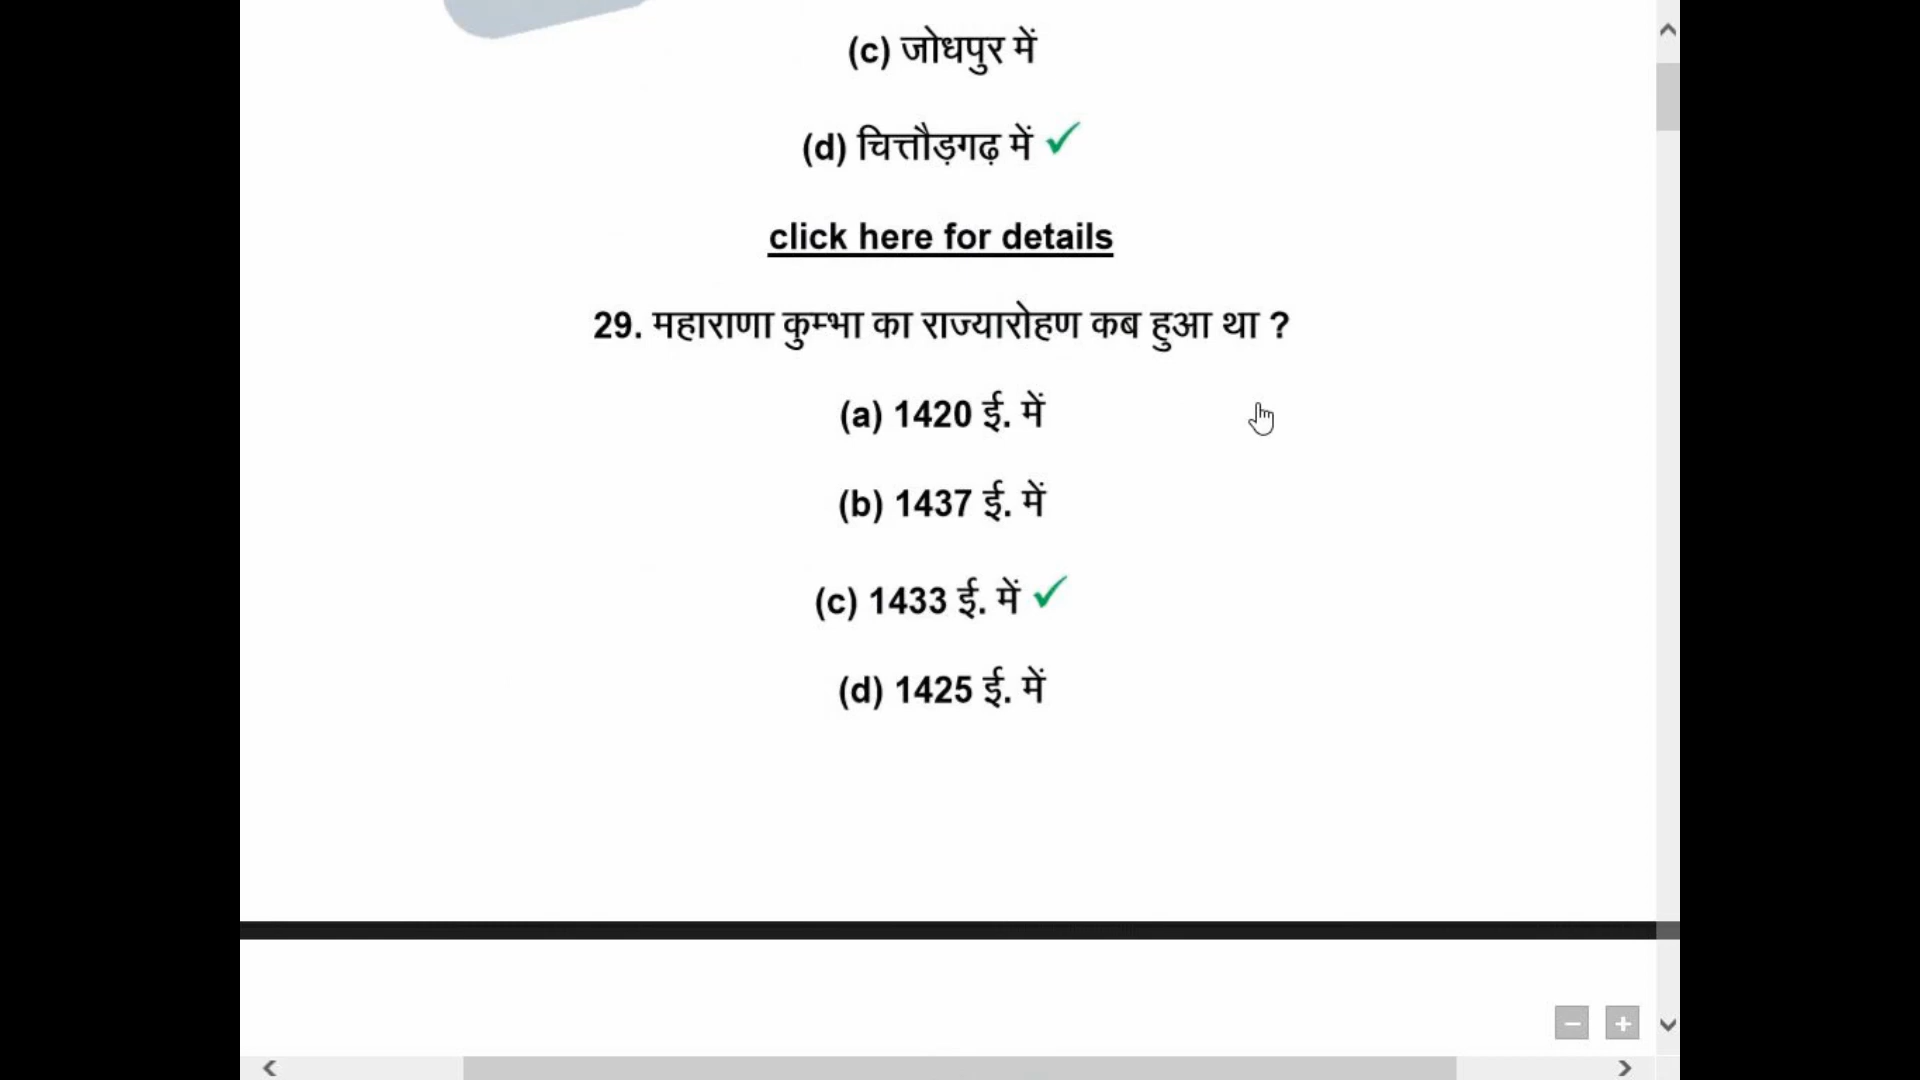 (c) जोधपुर में
(d) चित्तौड़गढ़ में ✓
click here for details
29. महाराणा कुम्भा का राज्यारोहण कब हुआ था ?
(a) 1420 ई. में
(b) 1437 ई. में
(c) 1433 ई. में ✓
(d) 1425 ई. में